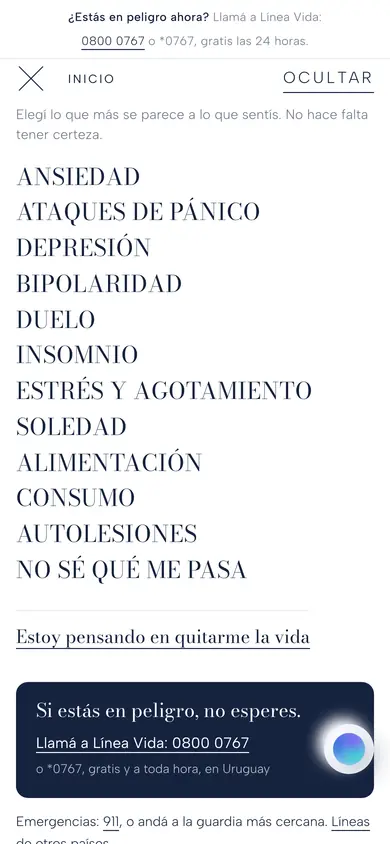 ¿Estás en peligro ahora? Llamá a Línea Vida:
0800 0767 o *0767, gratis las 24 horas.
INICIO
OCULTAR
Elegí lo que más se parece a lo que sentís. No hace falta
tener certeza.
ANSIEDAD
ATAQUES DE PÁNICO
DEPRESIÓN
BIPOLARIDAD
DUELO
INSOMNIO
ESTRÉS Y AGOTAMIENTO
SOLEDAD
ALIMENTACIÓN
CONSUMO
AUTOLESIONES
NO SÉ QUÉ ME PASA
Estoy pensando en quitarme la vida
Si estás en peligro, no esperes.
Llamá a Línea Vida: 0800 0767
o *0767, gratis y a toda hora, en Uruguay
Emergencias: 911, o andá a la guardia más cercana. Líneas
de otros países